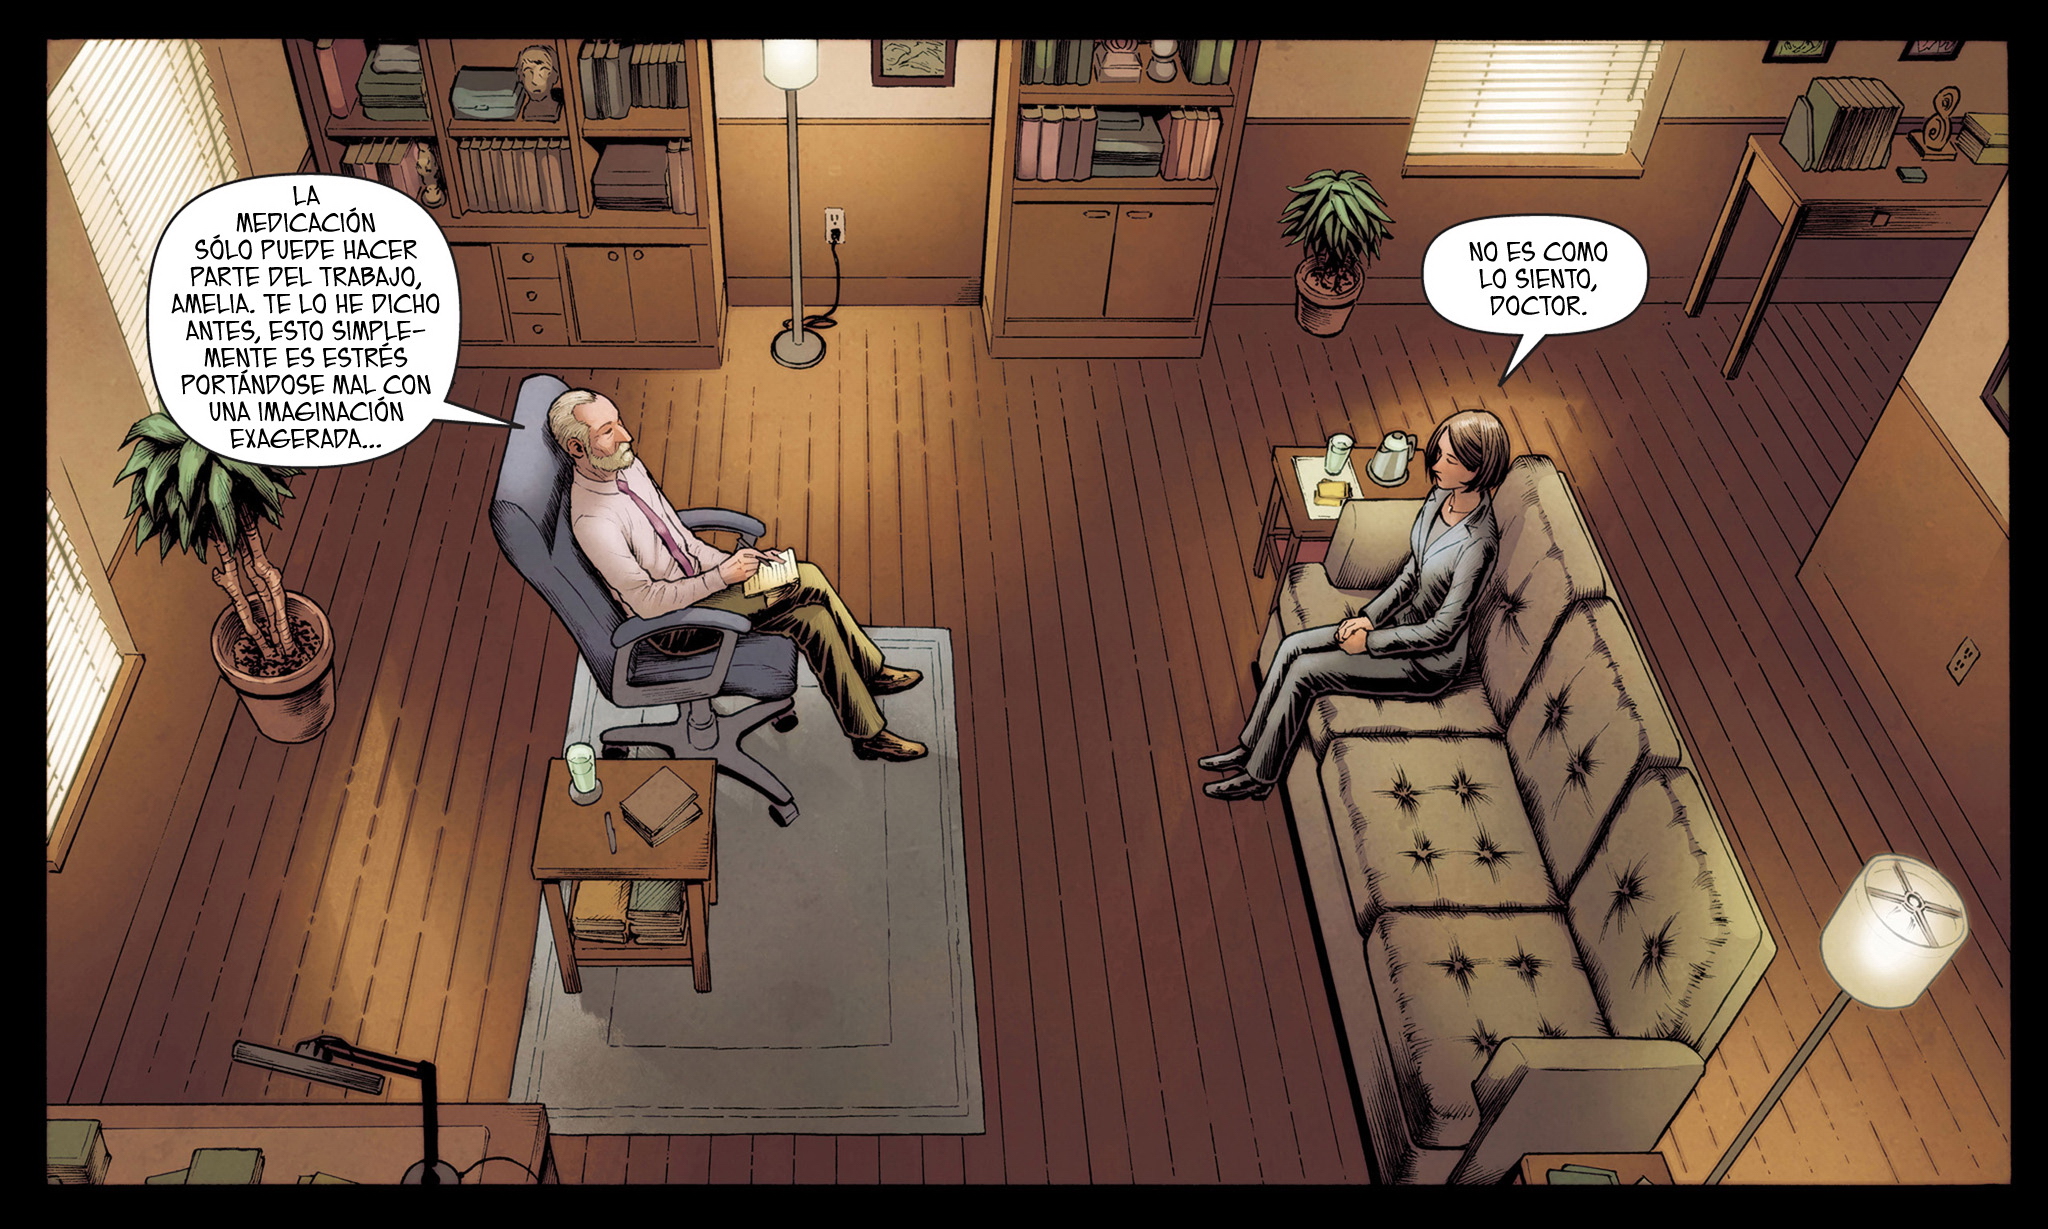 LA
MEDICACIÓN
SÓLO PUEDE HACER
PARTE DEL TRABAJO,
AMELIA. TE LO HE DICHO
ANTES, ESTO SIMPLE-
MENTE ES ESTRÉS
PORTÁNDOSE MAL CON
UNA IMAGINACIÓN
EXAGERADA...
NO ES COMO
LO SIENTO,
DOCTOR.